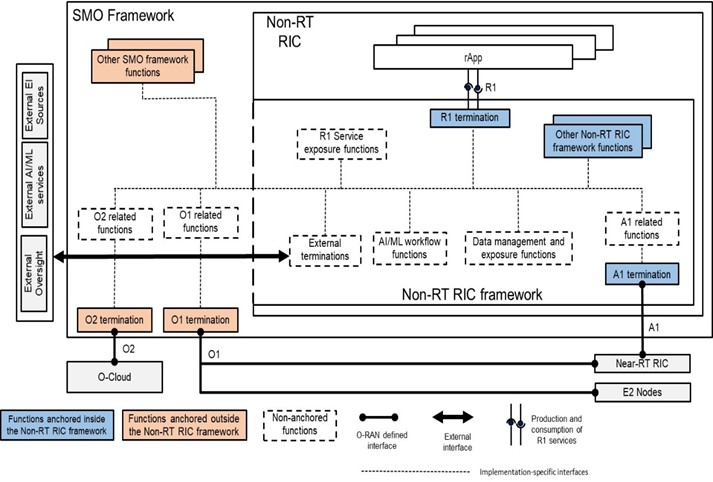 SMO Framework
Non-RT
RIC
Other SMO framework
functions
rApp
R1
External EI
Sources
External AI/ML
services
External
Oversight
R1 termination
R1 Service
exposure functions
Other Non-RT RIC
framework functions
O2 related
functions
O1 related
functions
External
terminations
AI/ML workflow
functions
Data management and
exposure functions
A1 related
functions
A1 termination
Non-RT RIC framework
O2 termination
O1 termination
A1
O2
O1
O-Cloud
Near-RT RIC
E2 Nodes
Functions anchored inside
the Non-RT RIC framework
Functions anchored outside
the Non-RT RIC framework
Non-anchored
functions
O-RAN defined
interface
External
interface
Production and
consumption of
R1 services
Implementation-specific interfaces